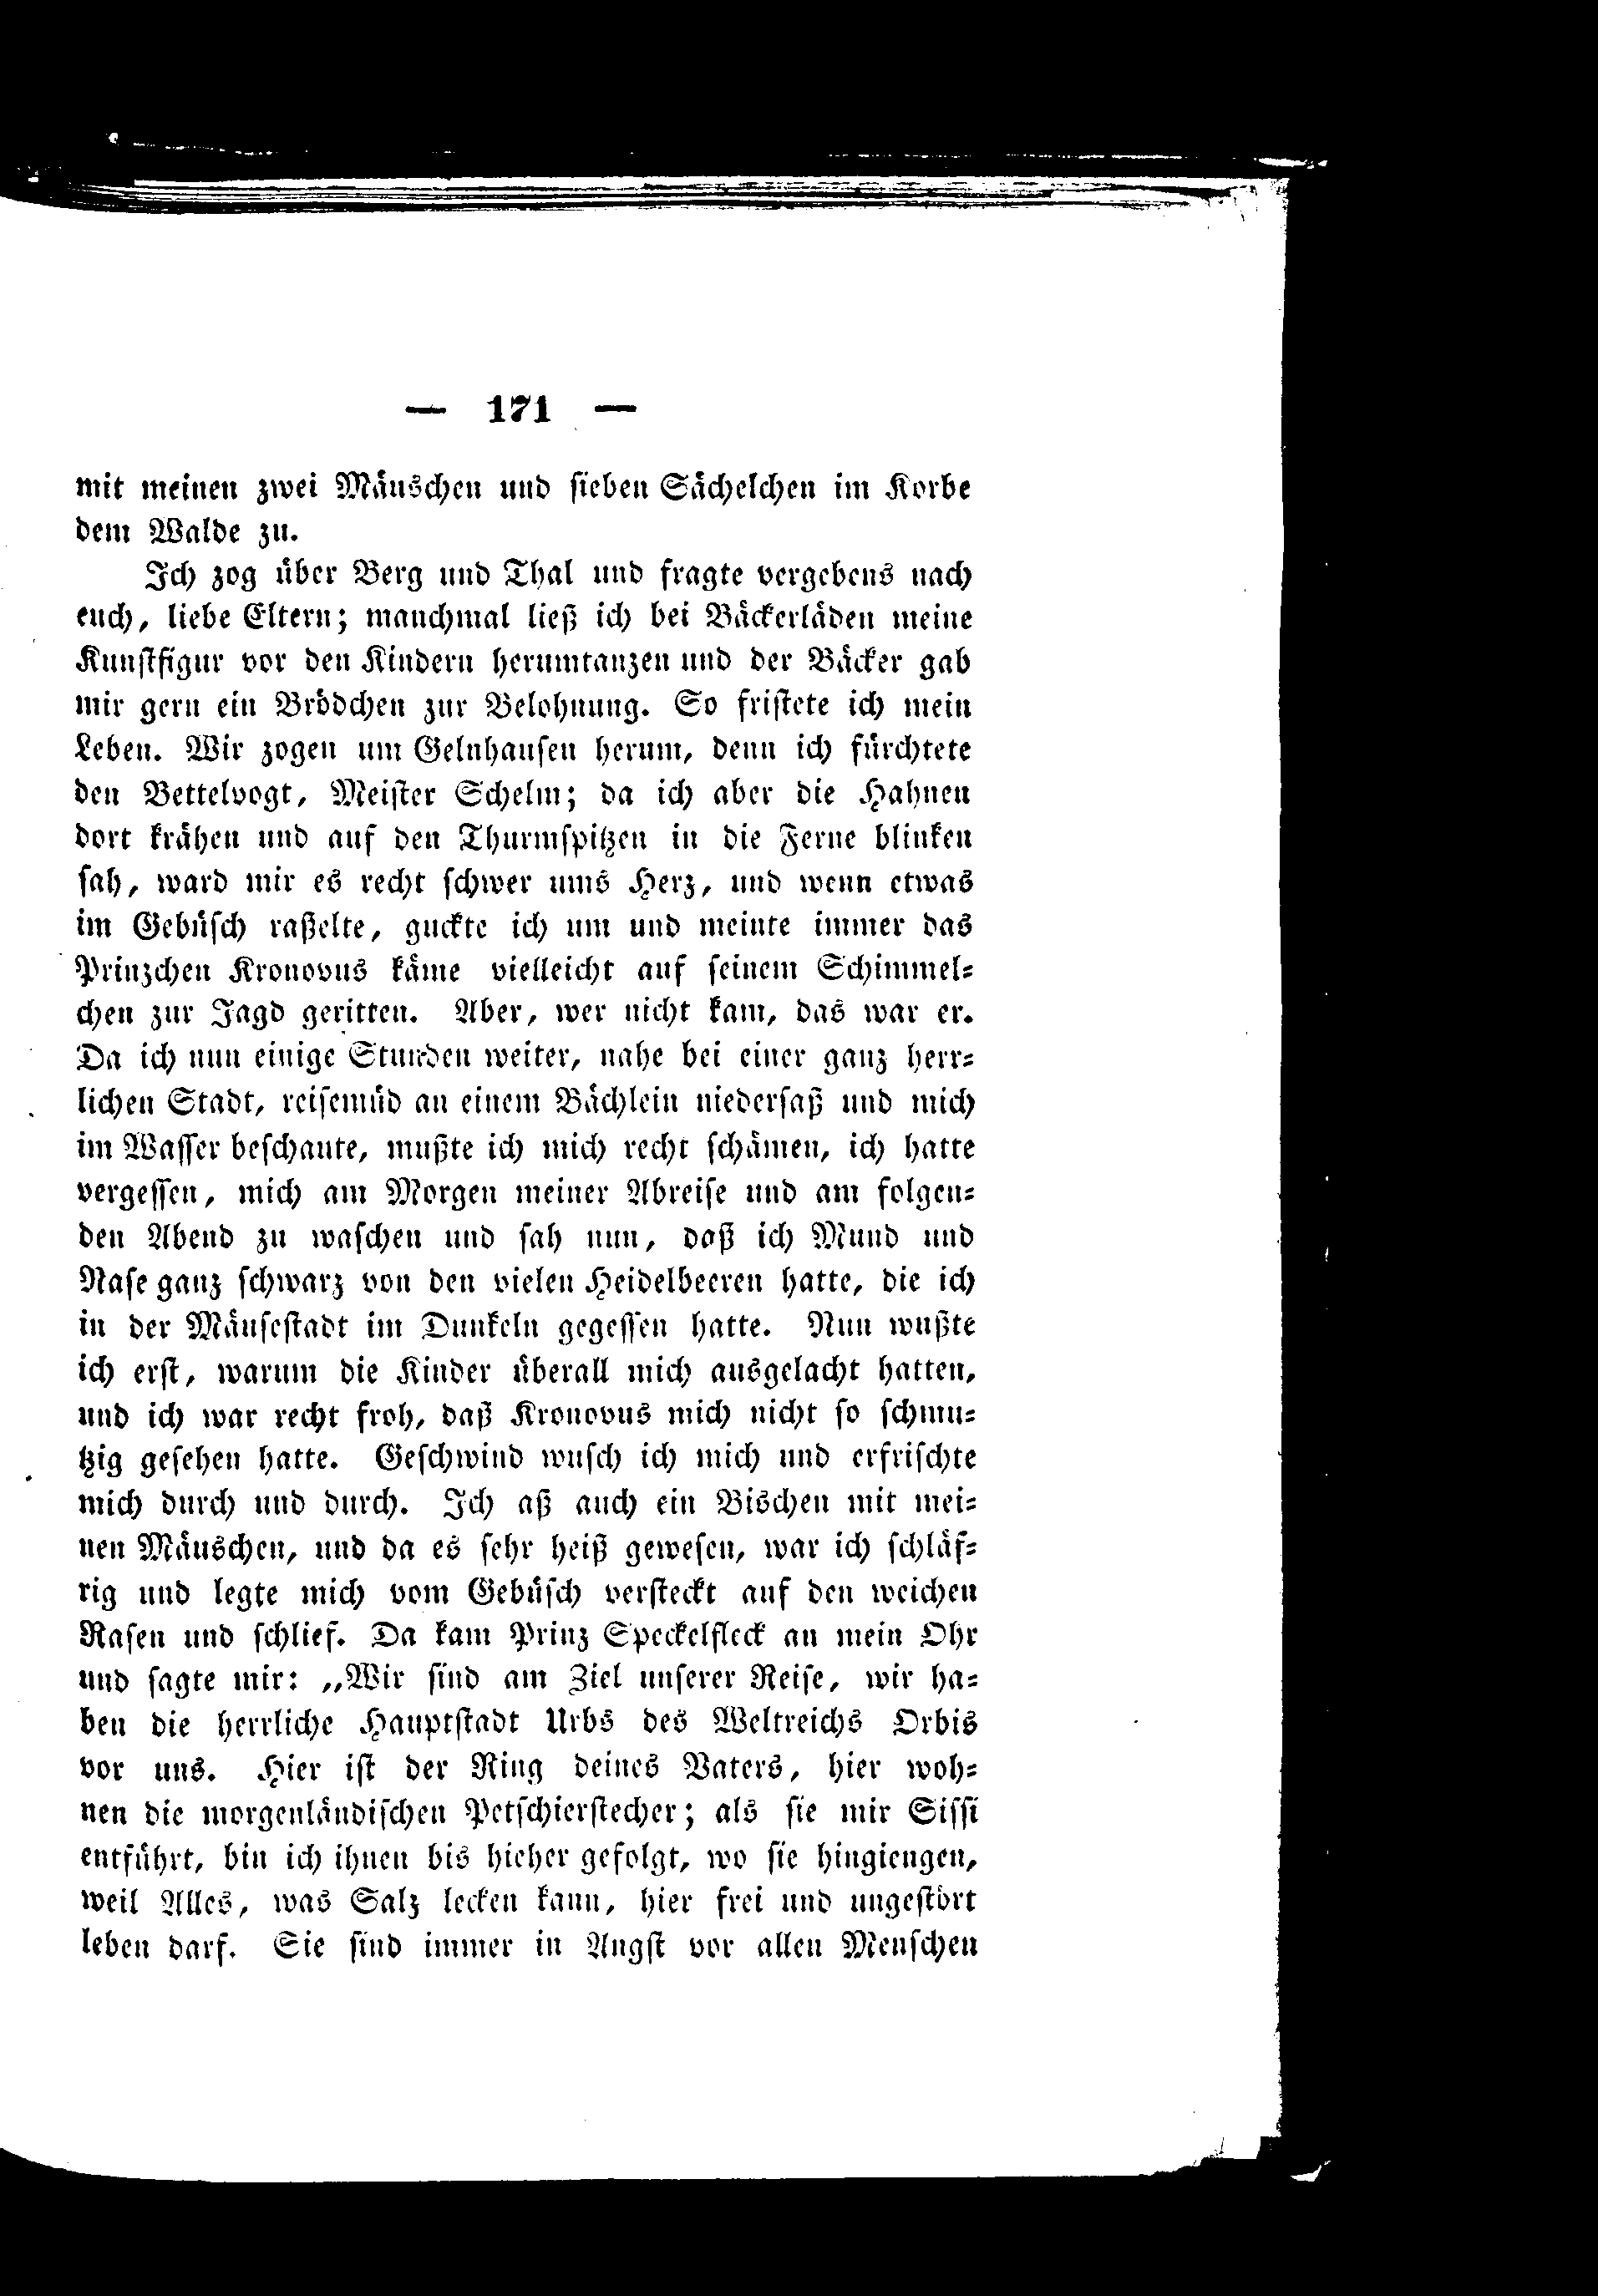 — 171 —
mit meinen zwei Mäuschen und sieben Sächelchen im Korbe
dem Walde zu.
Ich zog über Berg und Thal und fragte vergebens nach
euch, liebe Eltern; manchmal ließ ich bei Bäckerläden meine
Kunstfigur vor den Kindern herumtanzen und der Bäcker gab
mir gern ein Brödchen zur Belohnung. So fristete ich mein
Leben. Wir zogen um Gelnhausen herum, denn ich fürchtete
den Bettelvogt, Meister Schelm; da ich aber die Hahnen
dort krähen und auf den Thurmspitzen in die Ferne blinken
sah, ward mir es recht schwer ums Herz, und wenn etwas
im Gebüsch raßelte, guckte ich um und meinte immer das
Prinzchen Kronovus käme vielleicht auf seinem Schimmel-
chen zur Jagd geritten. Aber, wer nicht kam, das war er.
Da ich nun einige Stunden weiter, nahe bei einer ganz herr-
lichen Stadt, reisemüd an einem Bächlein niedersaß und mich
im Wasser beschaute, mußte ich mich recht schämen, ich hatte
vergessen, mich am Morgen meiner Abreise und am folgen-
den Abend zu waschen und sah nun, daß ich Mund und
Nase ganz schwarz von den vielen Heidelbeeren hatte, die ich
in der Mäusestadt im Dunkeln gegessen hatte. Nun wußte
ich erst, warum die Kinder überall mich ausgelacht hatten,
und ich war recht froh, daß Kronovus mich nicht so schmu-
tzig gesehen hatte. Geschwind wusch ich mich und erfrischte
mich durch und durch. Ich aß auch ein Bischen mit mei-
nen Mäuschen, und da es sehr heiß gewesen, war ich schläf-
rig und legte mich vom Gebüsch versteckt auf den weichen
Rasen und schlief. Da kam Prinz Speckelfleck an mein Ohr
und sagte mir: „Wir sind am Ziel unserer Reise, wir ha-
ben die herrliche Hauptstadt Urbs des Weltreichs Orbis
vor uns. Hier ist der Ring deines Vaters, hier woh-
nen die morgenländischen Petschierstecher; als sie mir Sissi
entführt, bin ich ihnen bis hieher gefolgt, wo sie hingiengen,
weil Alles, was Salz lecken kann, hier frei und ungestört
leben darf. Sie sind immer in Angst vor allen Menschen